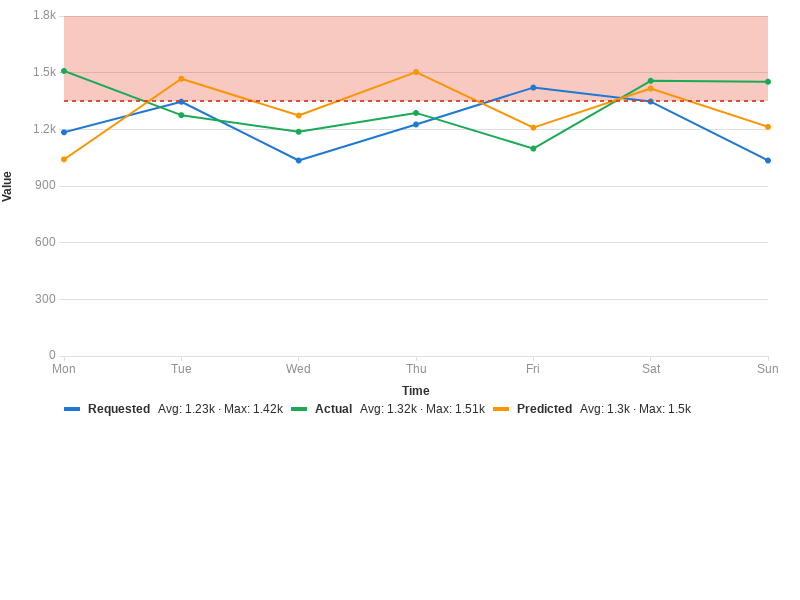 1.8k
1.5k
1.2k
900
600
300
0
Value
Mon Tue Wed Thu Fri Sat Sun
Time
Requested Avg: 1.23k · Max: 1.42k Actual Avg: 1.32k · Max: 1.51k Predicted Avg: 1.3k · Max: 1.5k